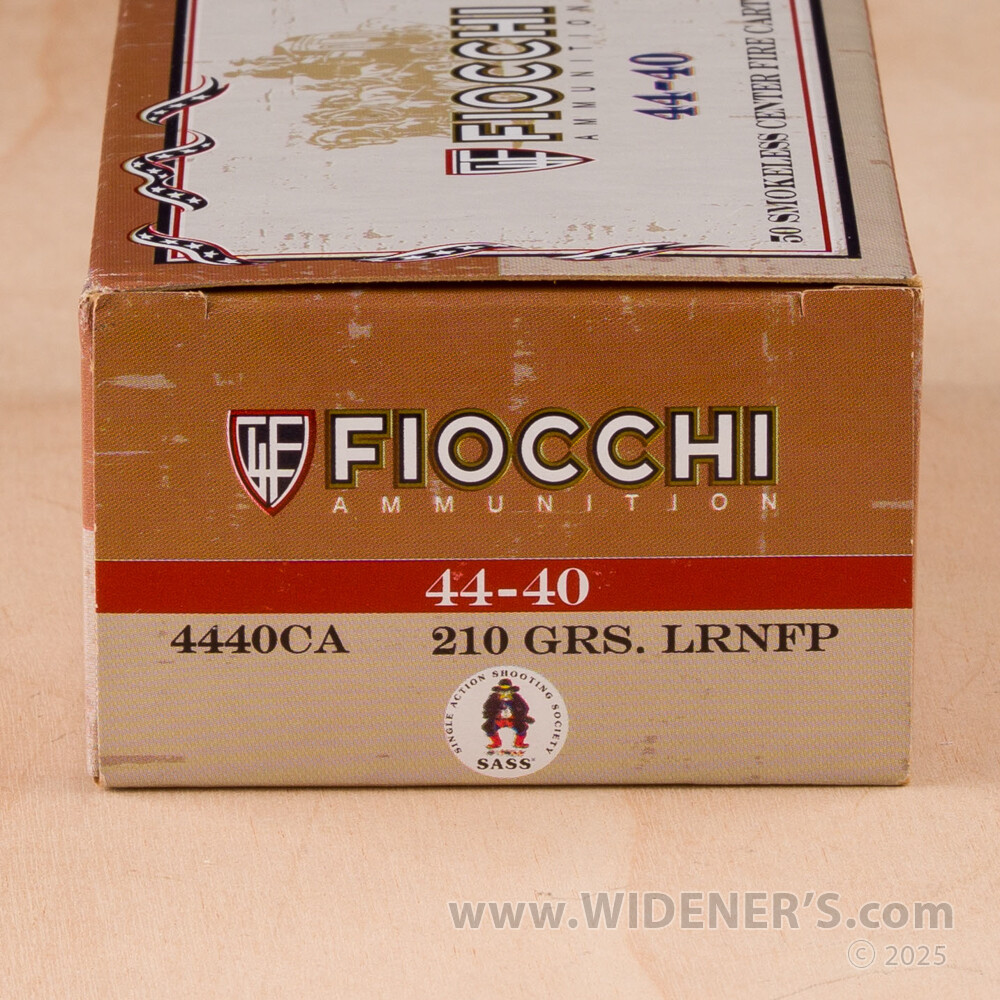 FIOCCHI
AMMUNITION
44-40
50 SMOKELESS CENTER FIRE
FIOCCHI
AMMUNITION
44-40
4440CA 210 GRS. LRNFP
SINGLE ACTION SHOOTING SOCIETY
SASS
www.WIDENER'S.com
© 2025